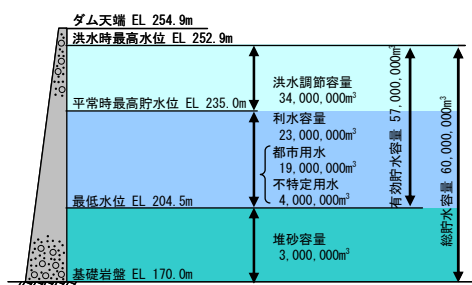 ダム天端 EL 254.9m
洪水時最高水位 EL 252.9m
洪水調節容量
34,000,000m³
平常時最高貯水位 EL 235.0m
利水容量
23,000,000m³
都市用水
19,000,000m³
不特定用水
4,000,000m³
最低水位 EL 204.5m
堆砂容量
3,000,000m³
基礎岩盤 EL 170.0m
有効貯水容量 57,000,000m³
総貯水容量 60,000,000m³